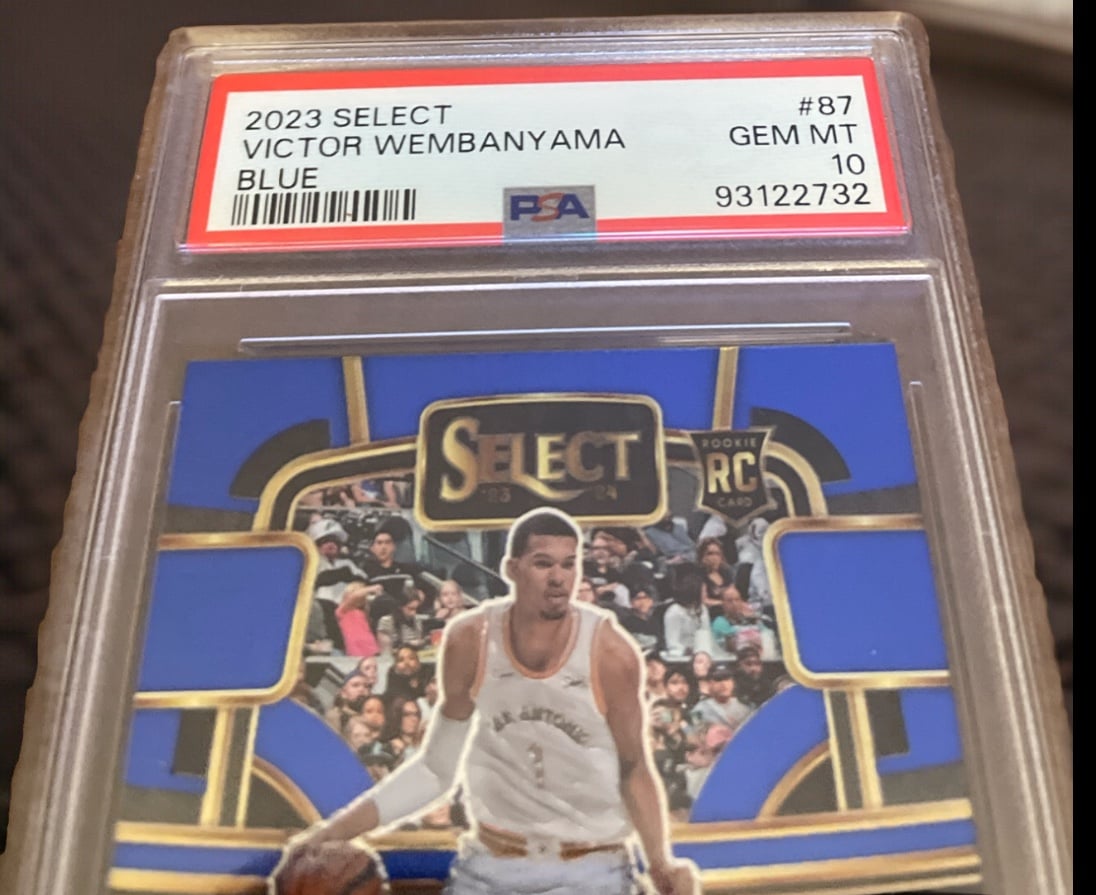 2023 SELECT #87
VICTOR WEMBANYAMA GEM MT
BLUE 10
93122732
PSA
SELECT
'23 24
ROOKIE
RC
CARD
SAN ANTONIO
1